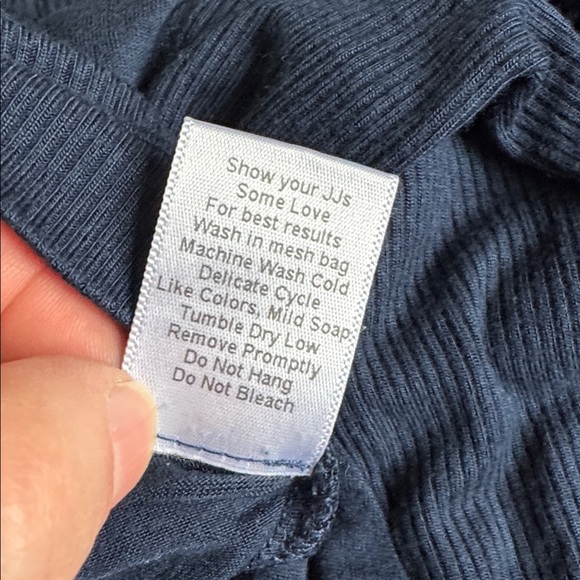 Show your JJs
Some Love
For best results
Wash in mesh bag
Machine Wash Cold
Delicate Cycle
Like Colors, Mild Soap
Tumble Dry Low
Remove Promptly
Do Not Hang
Do Not Bleach